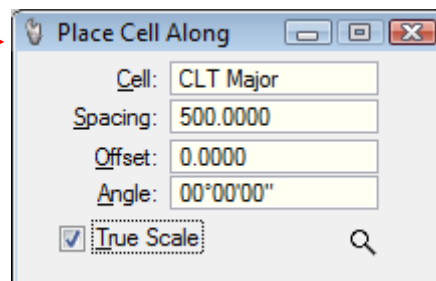 Place Cell Along
Cell: CLT Major
Spacing: 500.0000
Offset: 0.0000
Angle: 00°00'00"
True Scale